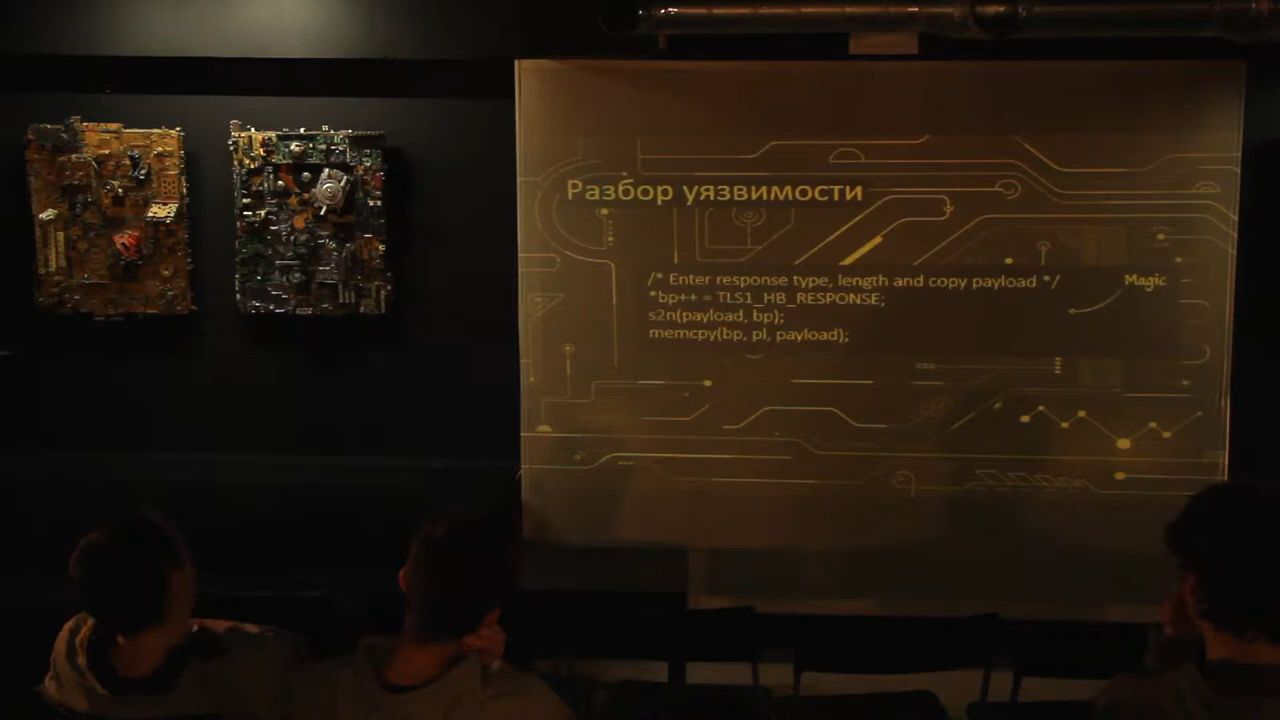 Разбор уязвимости
/* Enter response type, length and copy payload */
Magic
*bp++ = TLS1_HB_RESPONSE;
s2n(payload, bp);
memcpy(bp, pl, payload);